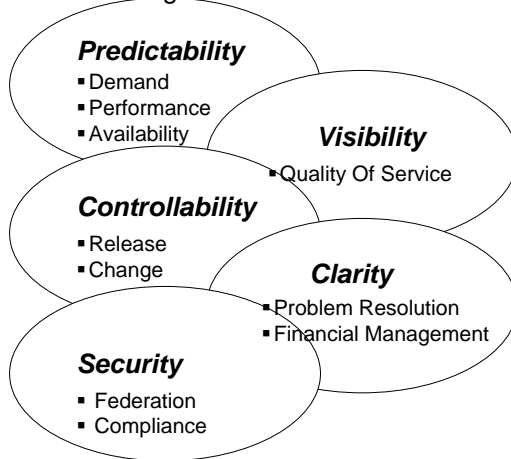 Predictability
▪ Demand
▪ Performance
▪ Availability
Visibility
▪ Quality Of Service
Controllability
▪ Release
▪ Change
Clarity
▪ Problem Resolution
▪ Financial Management
Security
▪ Federation
▪ Compliance